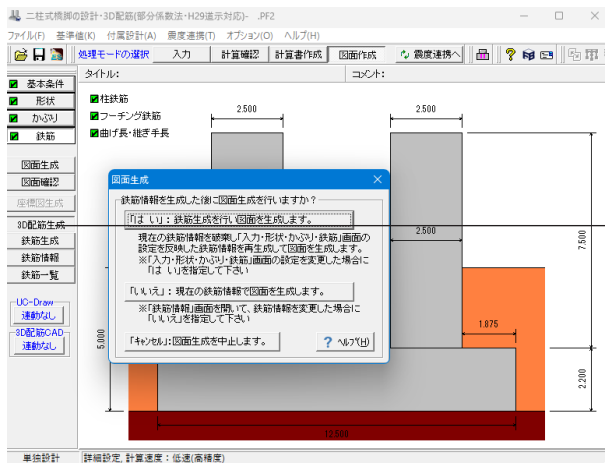 二柱式橋脚の設計・3D配筋(部分係数法・H29道示対応)- .PF2
ファイル(F) 基準値(K) 付属設計(A) 震度連携(T) オプション(O) ヘルプ(H)
処理モードの選択 入力 計算確認 計算書作成 図面作成 震度連携へ
タイトル: コメント:
基本条件
形状
かぶり
鉄筋
図面生成
図面確認
座標図生成
3D配筋生成
鉄筋生成
鉄筋情報
鉄筋一覧
UC-Draw
連動なし
3D配筋CAD
連動なし
柱鉄筋
フーチング鉄筋
曲げ長・継ぎ手長
2.500
2.500
2.500
7.500
1.875
5.000
2.200
12.500
図面生成
鉄筋情報を生成した後に図面生成を行いますか?
「は い」: 鉄筋生成を行い図面を生成します。
現在の鉄筋情報を破棄し「入力・形状・かぶり・鉄筋」画面の
設定を反映した鉄筋情報を再生成して図面を生成します。
※「入力・形状・かぶり・鉄筋」画面の設定を変更した場合に
「は い」を指定して下さい
「いいえ」: 現在の鉄筋情報で図面を生成します。
※「鉄筋情報」画面を開いて、鉄筋情報を変更した場合に
「いいえ」を指定して下さい
「キャンセル」:図面生成を中止します。
ヘルプ(H)
単独設計 詳細設定, 計算速度:低速(高精度)